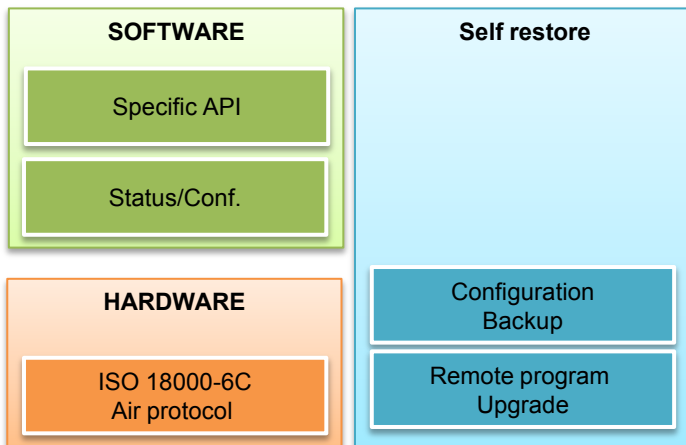 SOFTWARE
Specific API
Status/Conf.
HARDWARE
ISO 18000-6C
Air protocol
Self restore
Configuration
Backup
Remote program
Upgrade